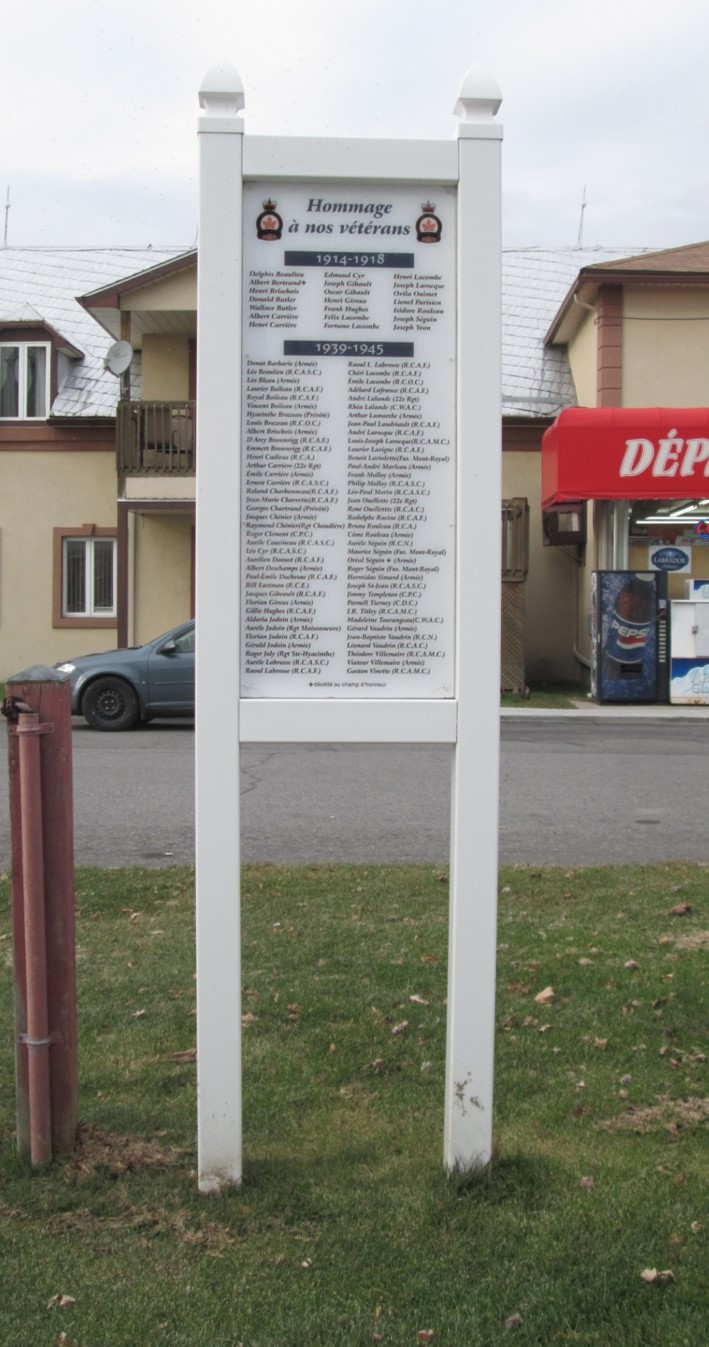 Hommage
à nos vétérans
1914-1918
Delphis Beaulieu
Albert Bertrand+
Henri Brisebois
Donald Butler
Wallace Butler
Albert Carrière
Henri Carrière
Edmond Cyr
Joseph Gibault
Oscar Gibault
Henri Giroux
Frank Hughes
Félix Lacombe
Fortuna Lacombe
Henri Lacombe
Joseph Larocque
Ovila Ouimet
Lionel Parisien
Isidore Rouleau
Joseph Séguin
Joseph Yeon
1939-1945
Donat Barbarie (Armée)
Léo Beaulieu (R.C.A.S.C.)
Léo Bleau (Armée)
Laurier Boileau (R.C.A.F.)
Royal Boileau (R.C.A.F.)
Vincent Boileau (Armée)
Hyacinthe Brazeau (Prévôté)
Louis Brazeau (R.C.O.C.)
Albert Brisebois (Armée)
D'Arcy Brownrigg (R.C.A.F.)
Emmett Brownrigg (R.C.A.F.)
Henri Cadieux (R.C.A.)
Arthur Carrière (22e Rgt)
Émile Carrière (Armée)
Ernest Carrière (R.C.A.S.C.)
Roland Charbonneau(R.C.A.F.)
Jean-Marie Charrette(R.C.A.F.)
Georges Chartrand (Prévôté)
Jacques Chénier (Armée)
Raymond Chénier(Rgt Chaudière)
Roger Clément (C.P.C.)
Aurèle Cousineau (R.C.A.S.C.)
Léo Cyr (R.C.A.S.C.)
Aurélien Daoust (R.C.A.F.)
Albert Deschamps (Armée)
Paul-Émile Duchesne (R.C.A.F.)
Bill Eastman (R.C.E.)
Jacques Gibeault (R.C.A.F.)
Florian Giroux (Armée)
Gillie Hughes (R.C.A.F.)
Aldoria Jodoin (Armée)
Aurèle Jodoin (Rgt Maisonneuve)
Florian Jodoin (R.C.A.F.)
Gérald Jodoin (Armée)
Roger Joly (Rgt Ste-Hyacinthe)
Aurèle Labrosse (R.C.A.S.C.)
Raoul Labrosse (R.C.A.F.)
Raoul L. Labrosse (R.C.A.F.)
Chéri Lacombe (R.C.A.F.)
Émile Lacombe (R.C.O.C.)
Adélard Lafrance (R.C.A.F.)
André Lalande (22e Rgt)
Rhéa Lalande (C.W.A.C.)
Arthur Lamarche (Armée)
Jean-Paul Landriault (R.C.A.F.)
André Larocque (R.C.A.F.)
Louis-Joseph Larocque(R.C.A.M.C.)
Laurier Lavigne (R.C.A.F.)
Benoit Laviolette(Fus. Mont-Royal)
Paul-André Marleau (Armée)
Frank Molloy (Armée)
Philip Molloy (R.C.A.S.C.)
Léo-Paul Morin (R.C.A.S.C.)
Jean Ouellette (22e Rgt)
René Ouellette (R.C.A.C.)
Rodolphe Racine (R.C.A.F.)
Bruno Rouleau (R.C.A.)
Côme Rouleau (Armée)
Aurèle Séguin (R.C.N.)
Maurice Séguin (Fus. Mont-Royal)
Oréal Séguin + (Armée)
Roger Séguin (Fus. Mont-Royal)
Hormidas Simard (Armée)
Joseph St-Jean (R.C.A.S.C.)
Jimmy Templeton (C.P.C.)
Parnell Tierney (C.D.C.)
J.R. Titley (R.C.A.M.C.)
Madeleine Tourangeau(C.W.A.C.)
Gérard Vaudrin (Armée)
Jean-Baptiste Vaudrin (R.C.N.)
Léonard Vaudrin (R.C.A.C.)
Théodore Villemaire (R.C.A.M.C.)
Viateur Villemaire (Armée)
Gaston Vinette (R.C.A.M.C.)
+décédé au champ d'honneur
DÉP
LABRADOR
PEPSI